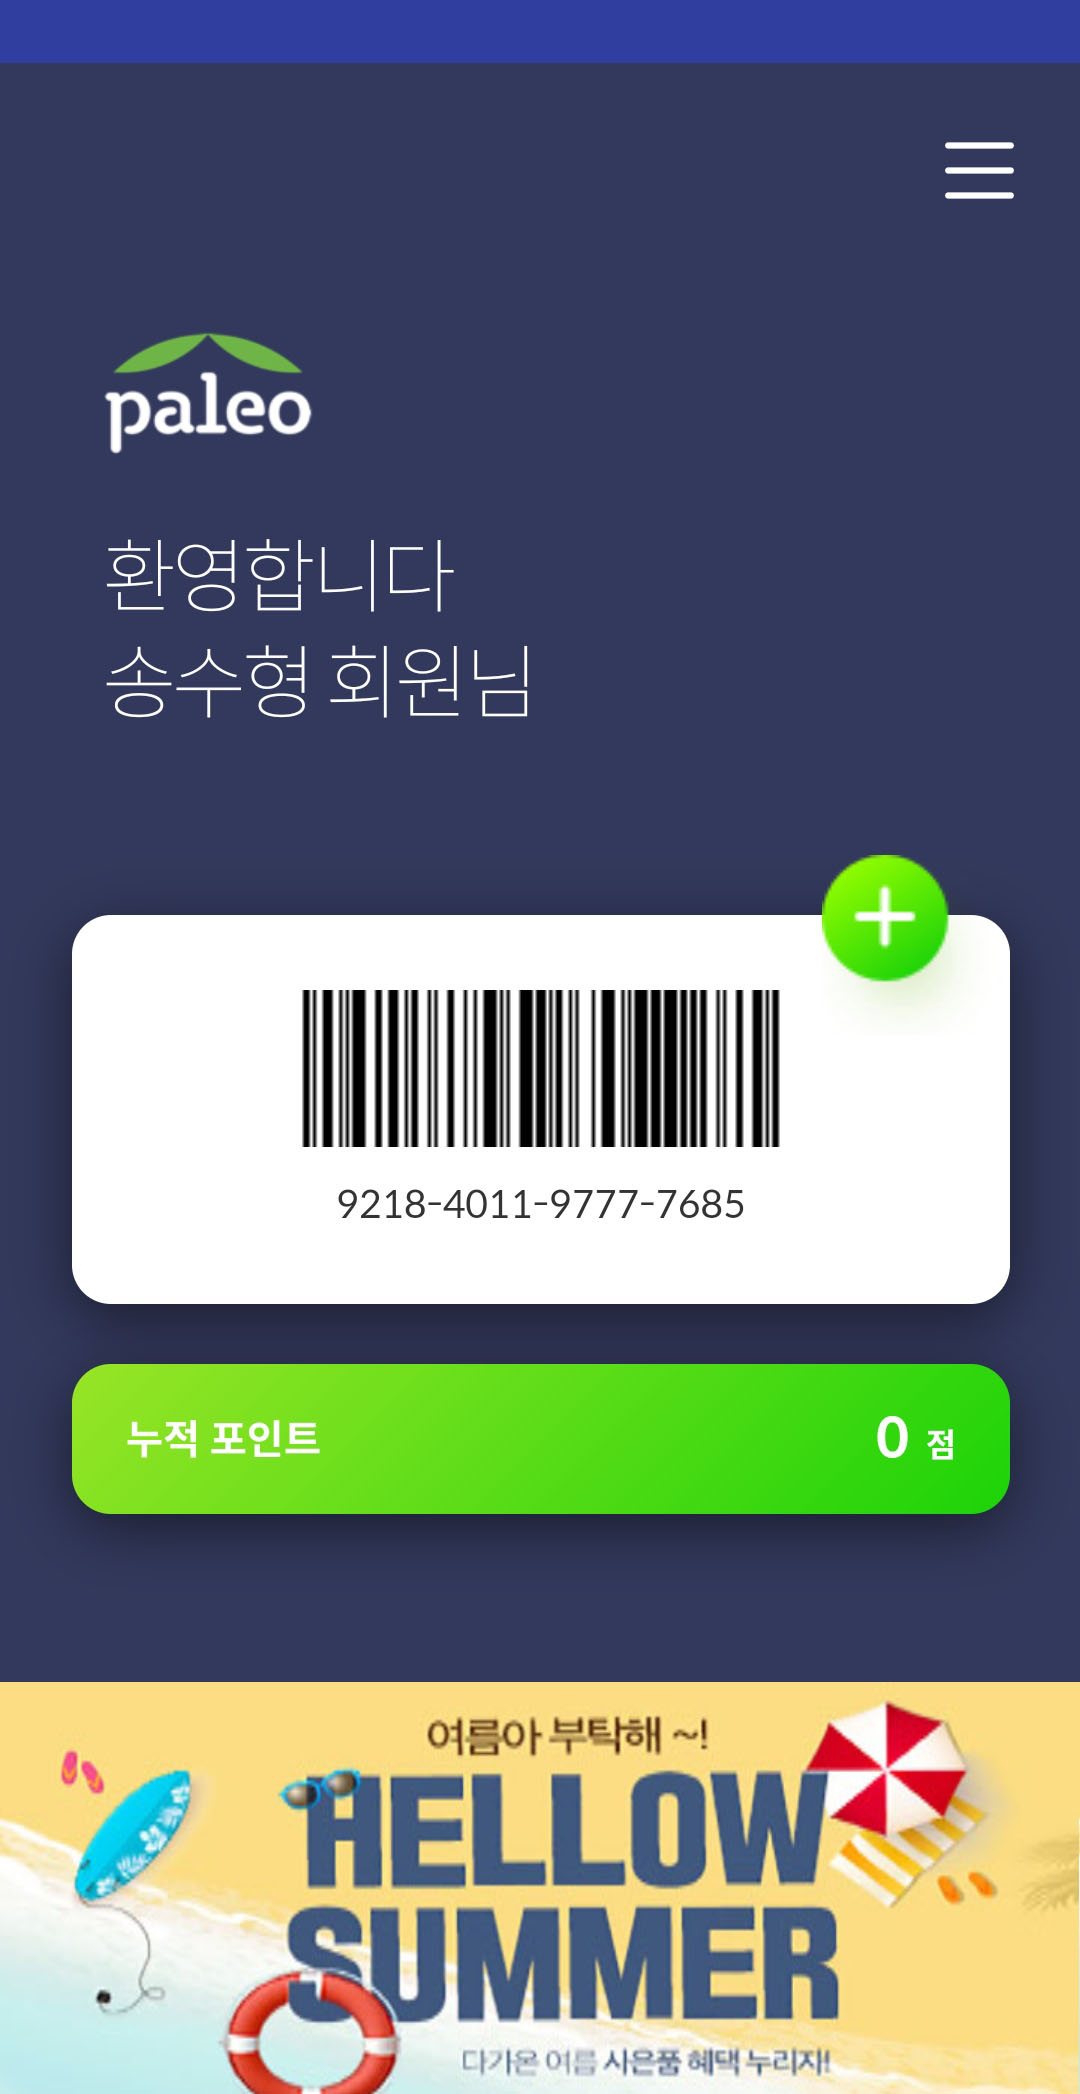 paleo
환영합니다
송수형 회원님
9218-4011-9777-7685
누적 포인트 0 점
여름아 부탁해 ~!
HELLOW
SUMMER
다가온 여름 사은품 혜택 누리자!